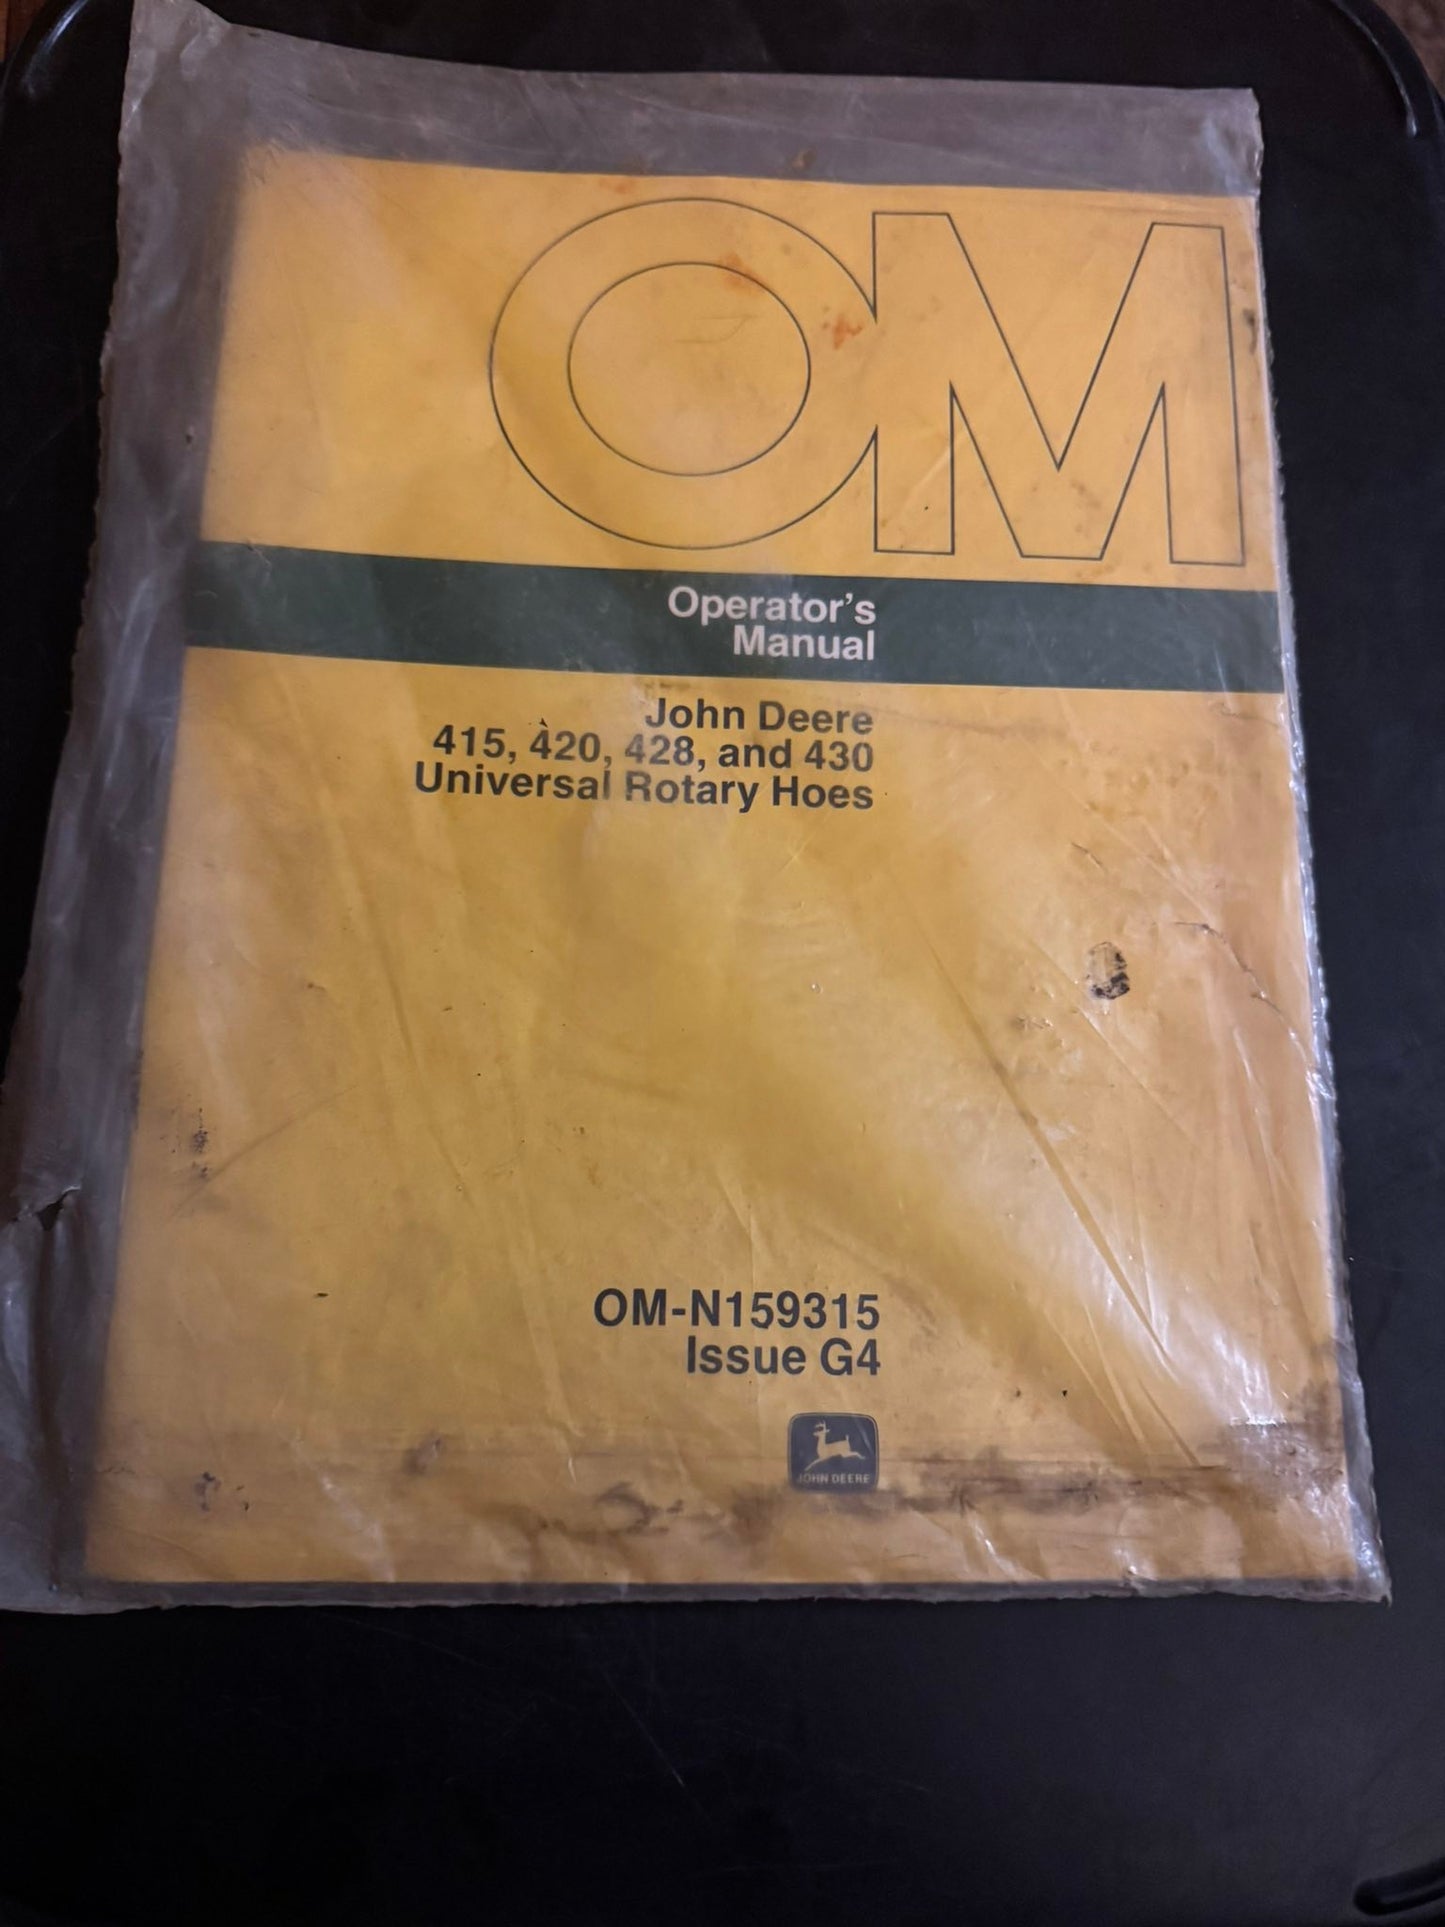 OM
Operator's
Manual
John Deere
415, 420, 428, and 430
Universal Rotary Hoes
OM-N159315
Issue G4
JOHN DEERE